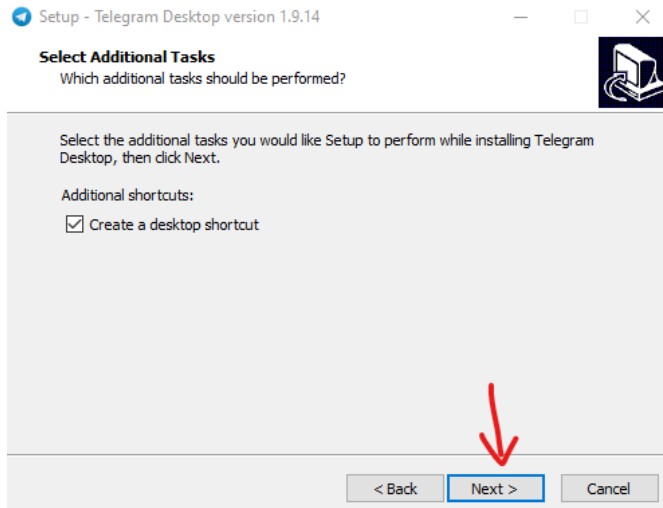 Setup - Telegram Desktop version 1.9.14
Select Additional Tasks
Which additional tasks should be performed?
Select the additional tasks you would like Setup to perform while installing Telegram
Desktop, then click Next.
Additional shortcuts:
Create a desktop shortcut
< Back
Next >
Cancel